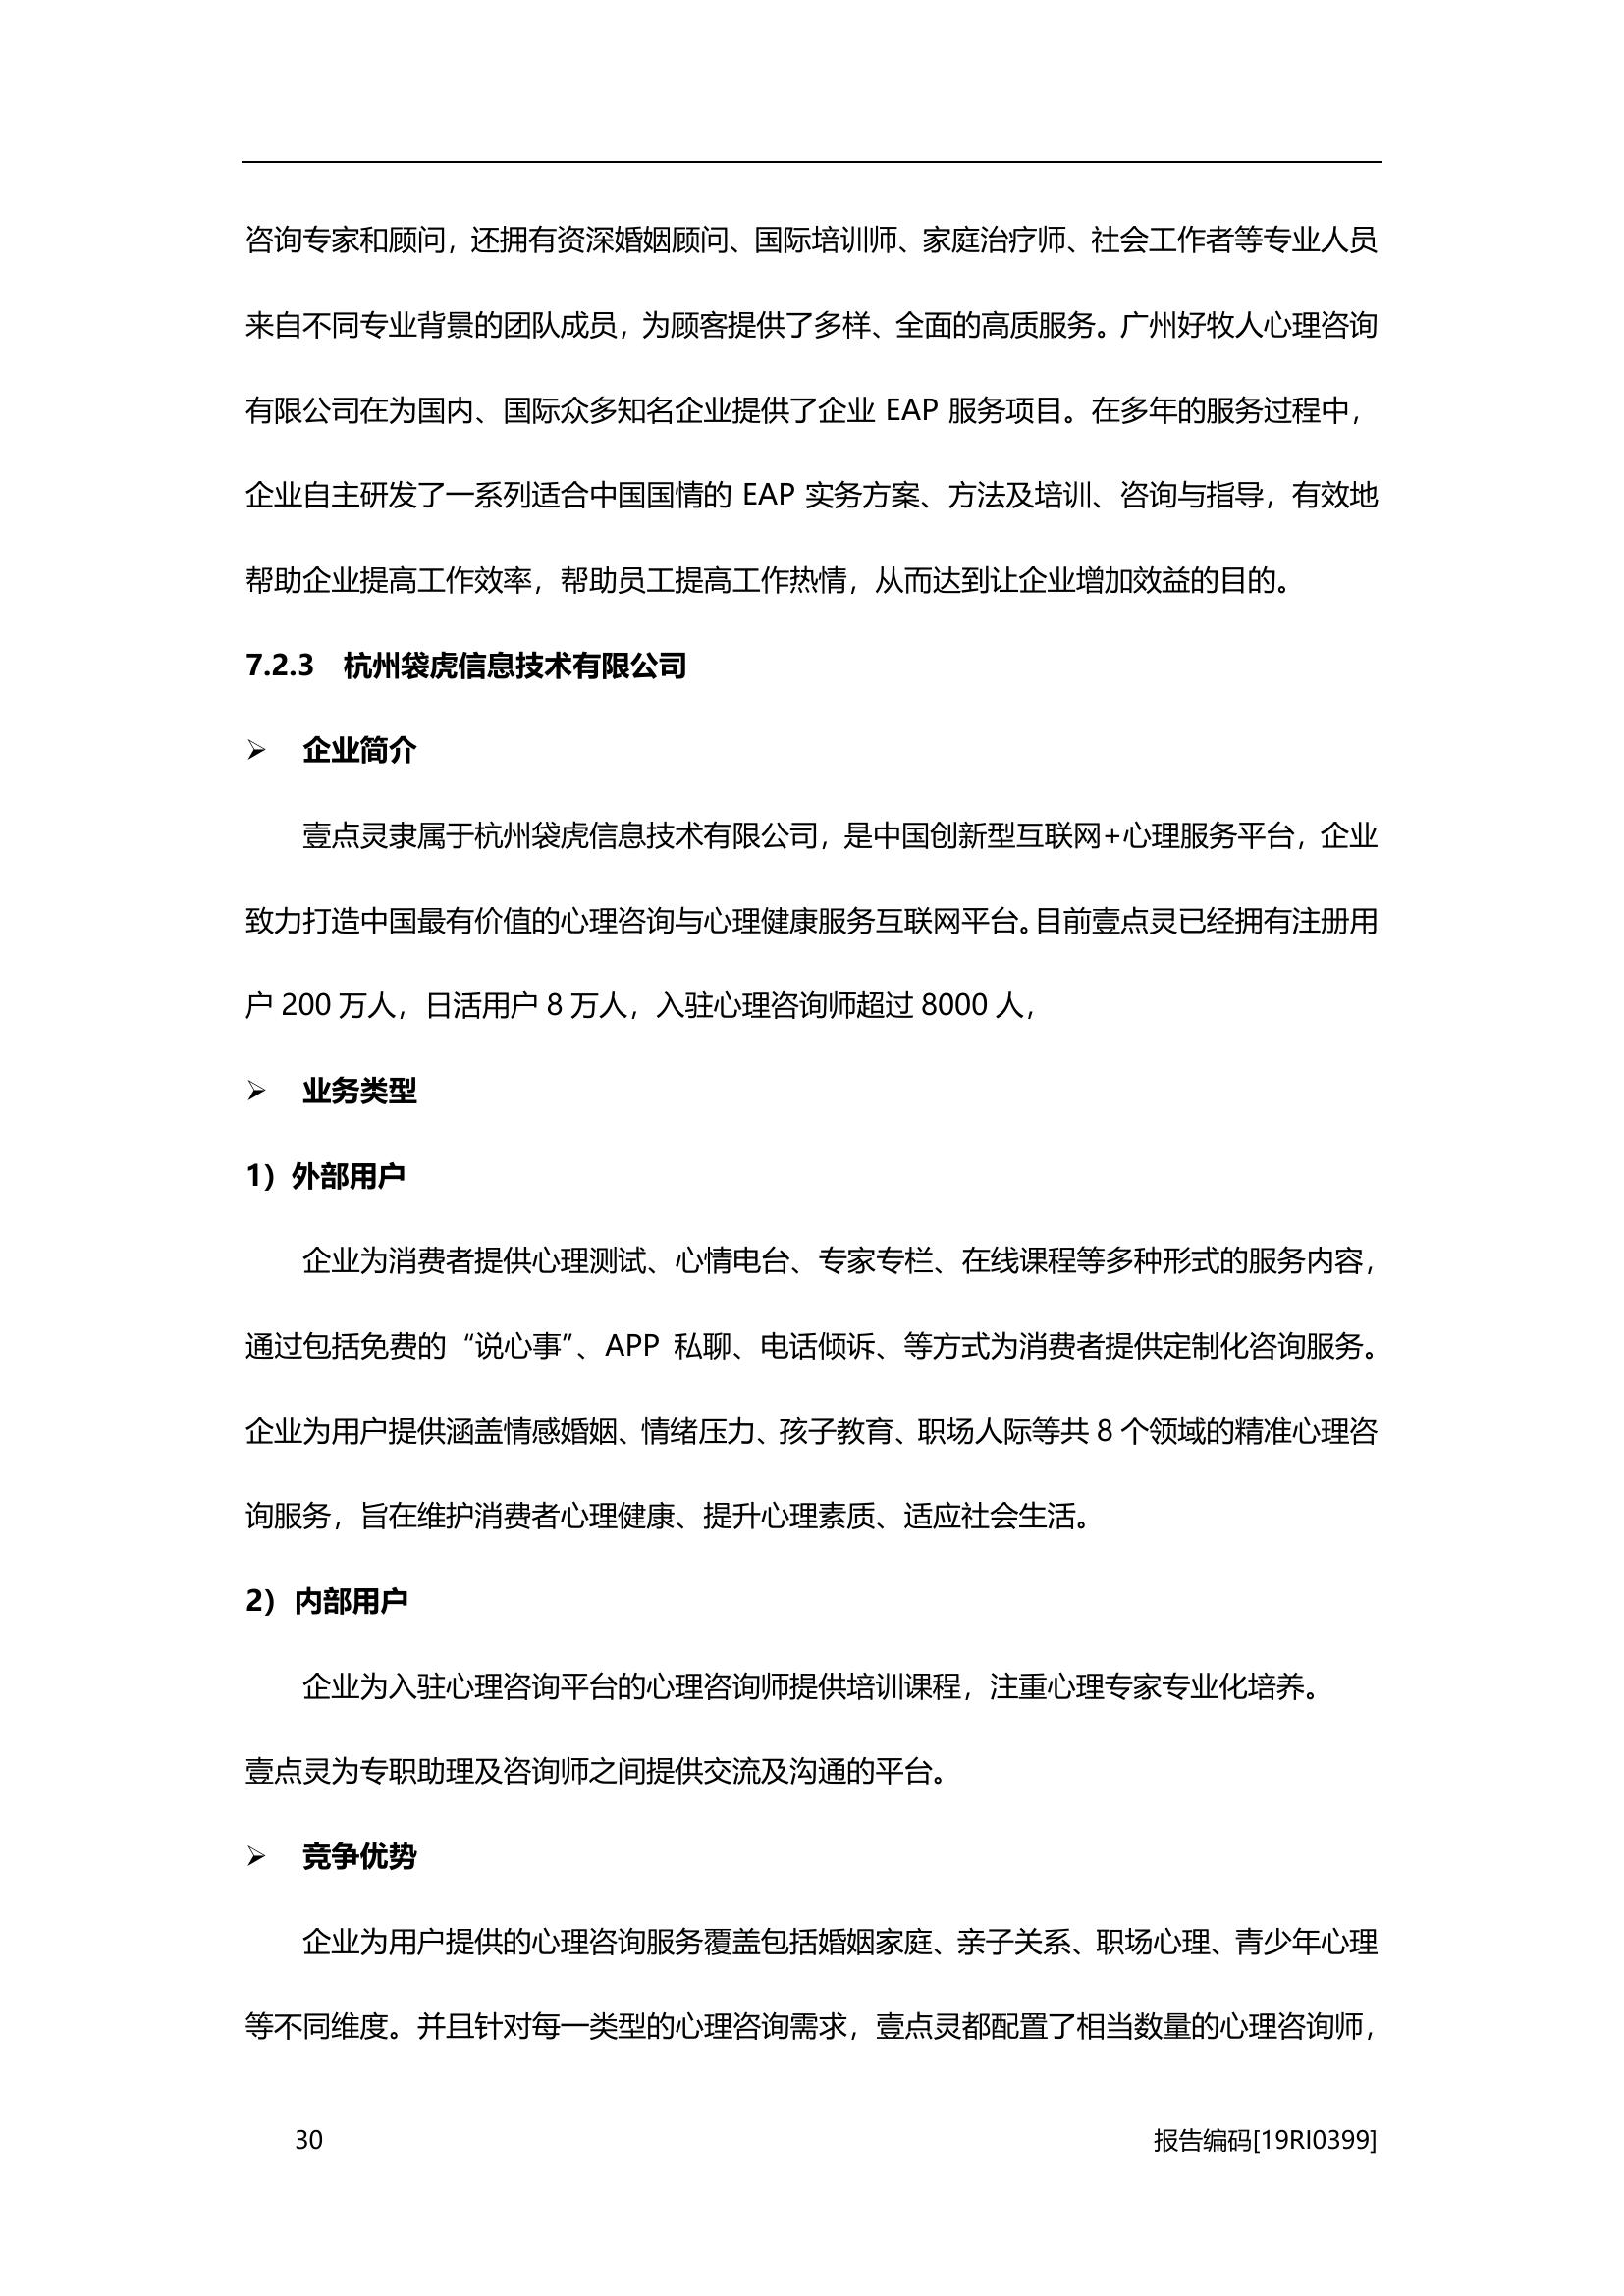 咨询专家和顾问，还拥有资深婚姻顾问、国际培训师、家庭治疗师、社会工作者等专业人员
来自不同专业背景的团队成员，为顾客提供了多样、全面的高质服务。广州好牧人心理咨询
有限公司在为国内、国际众多知名企业提供了企业 EAP 服务项目。在多年的服务过程中，
企业自主研发了一系列适合中国国情的 EAP 实务方案、方法及培训、咨询与指导，有效地
帮助企业提高工作效率，帮助员工提高工作热情，从而达到让企业增加效益的目的。
7.2.3 杭州袋虎信息技术有限公司
➢ 企业简介
壹点灵隶属于杭州袋虎信息技术有限公司，是中国创新型互联网+心理服务平台，企业
致力打造中国最有价值的心理咨询与心理健康服务互联网平台。目前壹点灵已经拥有注册用
户 200 万人，日活用户 8 万人，入驻心理咨询师超过 8000 人，
➢ 业务类型
1）外部用户
企业为消费者提供心理测试、心情电台、专家专栏、在线课程等多种形式的服务内容，
通过包括免费的“说心事”、APP 私聊、电话倾诉、等方式为消费者提供定制化咨询服务。
企业为用户提供涵盖情感婚姻、情绪压力、孩子教育、职场人际等共 8 个领域的精准心理咨
询服务，旨在维护消费者心理健康、提升心理素质、适应社会生活。
2）内部用户
企业为入驻心理咨询平台的心理咨询师提供培训课程，注重心理专家专业化培养。
壹点灵为专职助理及咨询师之间提供交流及沟通的平台。
➢ 竞争优势
企业为用户提供的心理咨询服务覆盖包括婚姻家庭、亲子关系、职场心理、青少年心理
等不同维度。并且针对每一类型的心理咨询需求，壹点灵都配置了相当数量的心理咨询师，
30 报告编码[19RI0399]